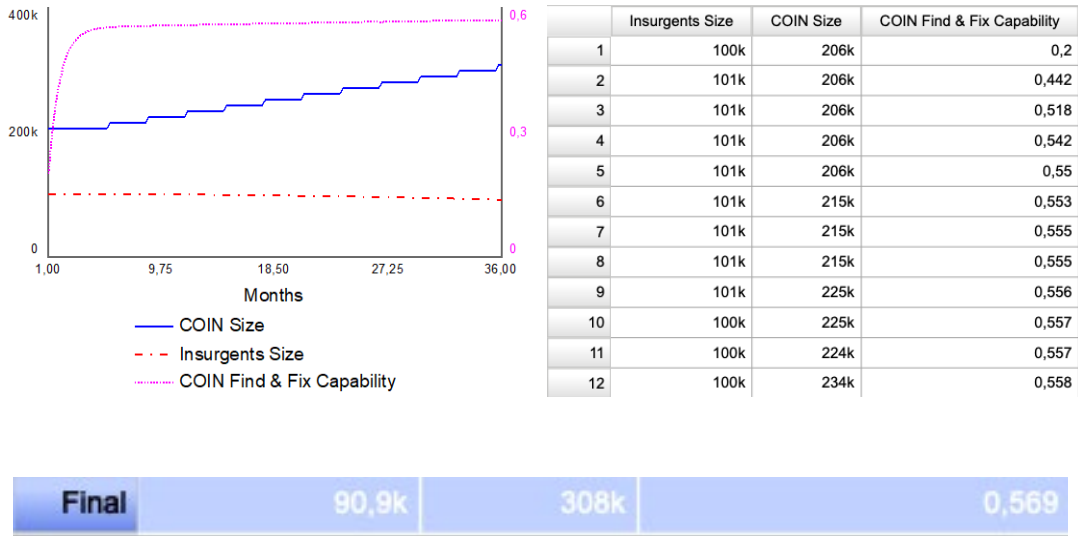 400k
200k
0
0,6
0,3
0
1,00 9,75 18,50 27,25 36,00
Months
COIN Size
Insurgents Size
COIN Find & Fix Capability
Insurgents Size COIN Size COIN Find & Fix Capability
1 100k 206k 0,2
2 101k 206k 0,442
3 101k 206k 0,518
4 101k 206k 0,542
5 101k 206k 0,55
6 101k 215k 0,553
7 101k 215k 0,555
8 101k 215k 0,555
9 101k 225k 0,556
10 100k 225k 0,557
11 100k 224k 0,557
12 100k 234k 0,558
Final 90,9k 308k 0,569